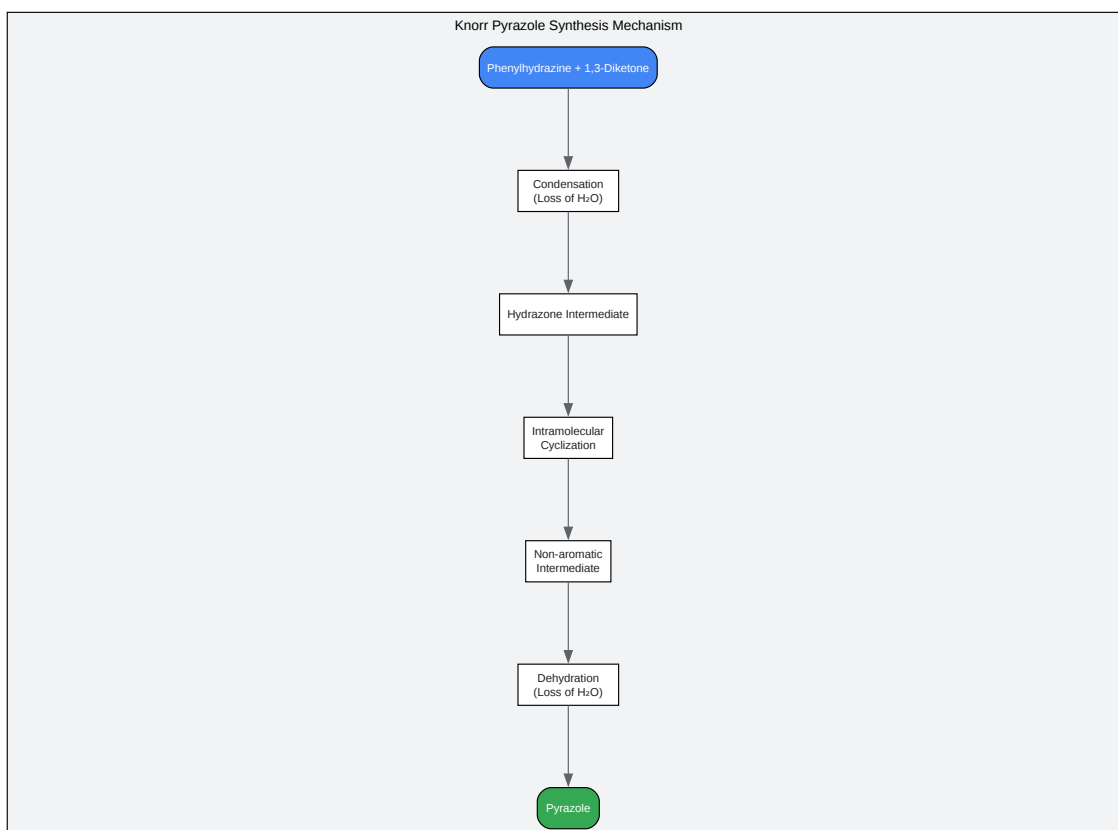 Knorr Pyrazole Synthesis Mechanism
Phenylhydrazine + 1,3-Diketone
Condensation
(Loss of H₂O)
Hydrazone Intermediate
Intramolecular
Cyclization
Non-aromatic
Intermediate
Dehydration
(Loss of H₂O)
Pyrazole